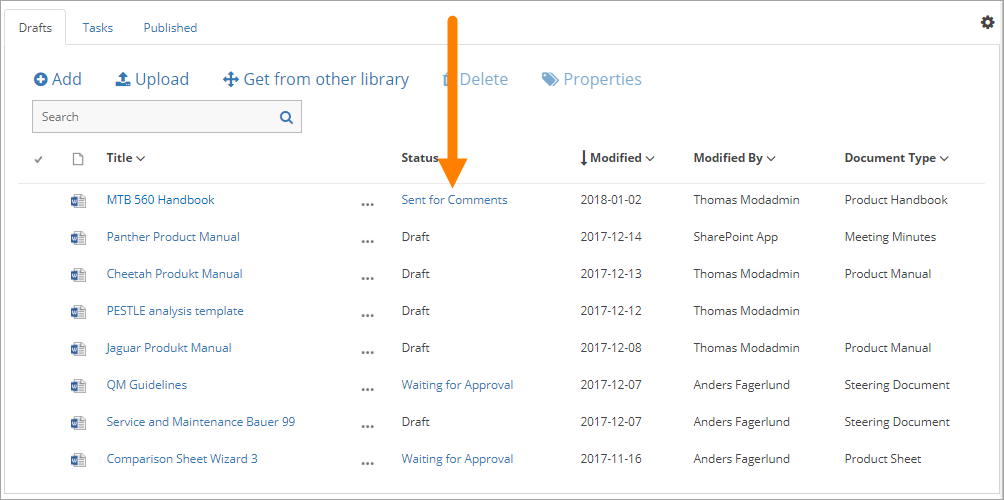 Drafts Tasks Published
Add Upload Get from other library Delete Properties
Search
Title Status Modified Modified By Document Type
MTB 560 Handbook ... Sent for Comments 2018-01-02 Thomas Modadmin Product Handbook
Panther Product Manual ... Draft 2017-12-14 SharePoint App Meeting Minutes
Cheetah Produkt Manual ... Draft 2017-12-13 Thomas Modadmin Product Manual
PESTLE analysis template ... Draft 2017-12-12 Thomas Modadmin
Jaguar Produkt Manual ... Draft 2017-12-08 Thomas Modadmin Product Manual
QM Guidelines ... Waiting for Approval 2017-12-07 Anders Fagerlund Steering Document
Service and Maintenance Bauer 99 ... Draft 2017-12-07 Anders Fagerlund Steering Document
Comparison Sheet Wizard 3 ... Waiting for Approval 2017-11-16 Anders Fagerlund Product Sheet